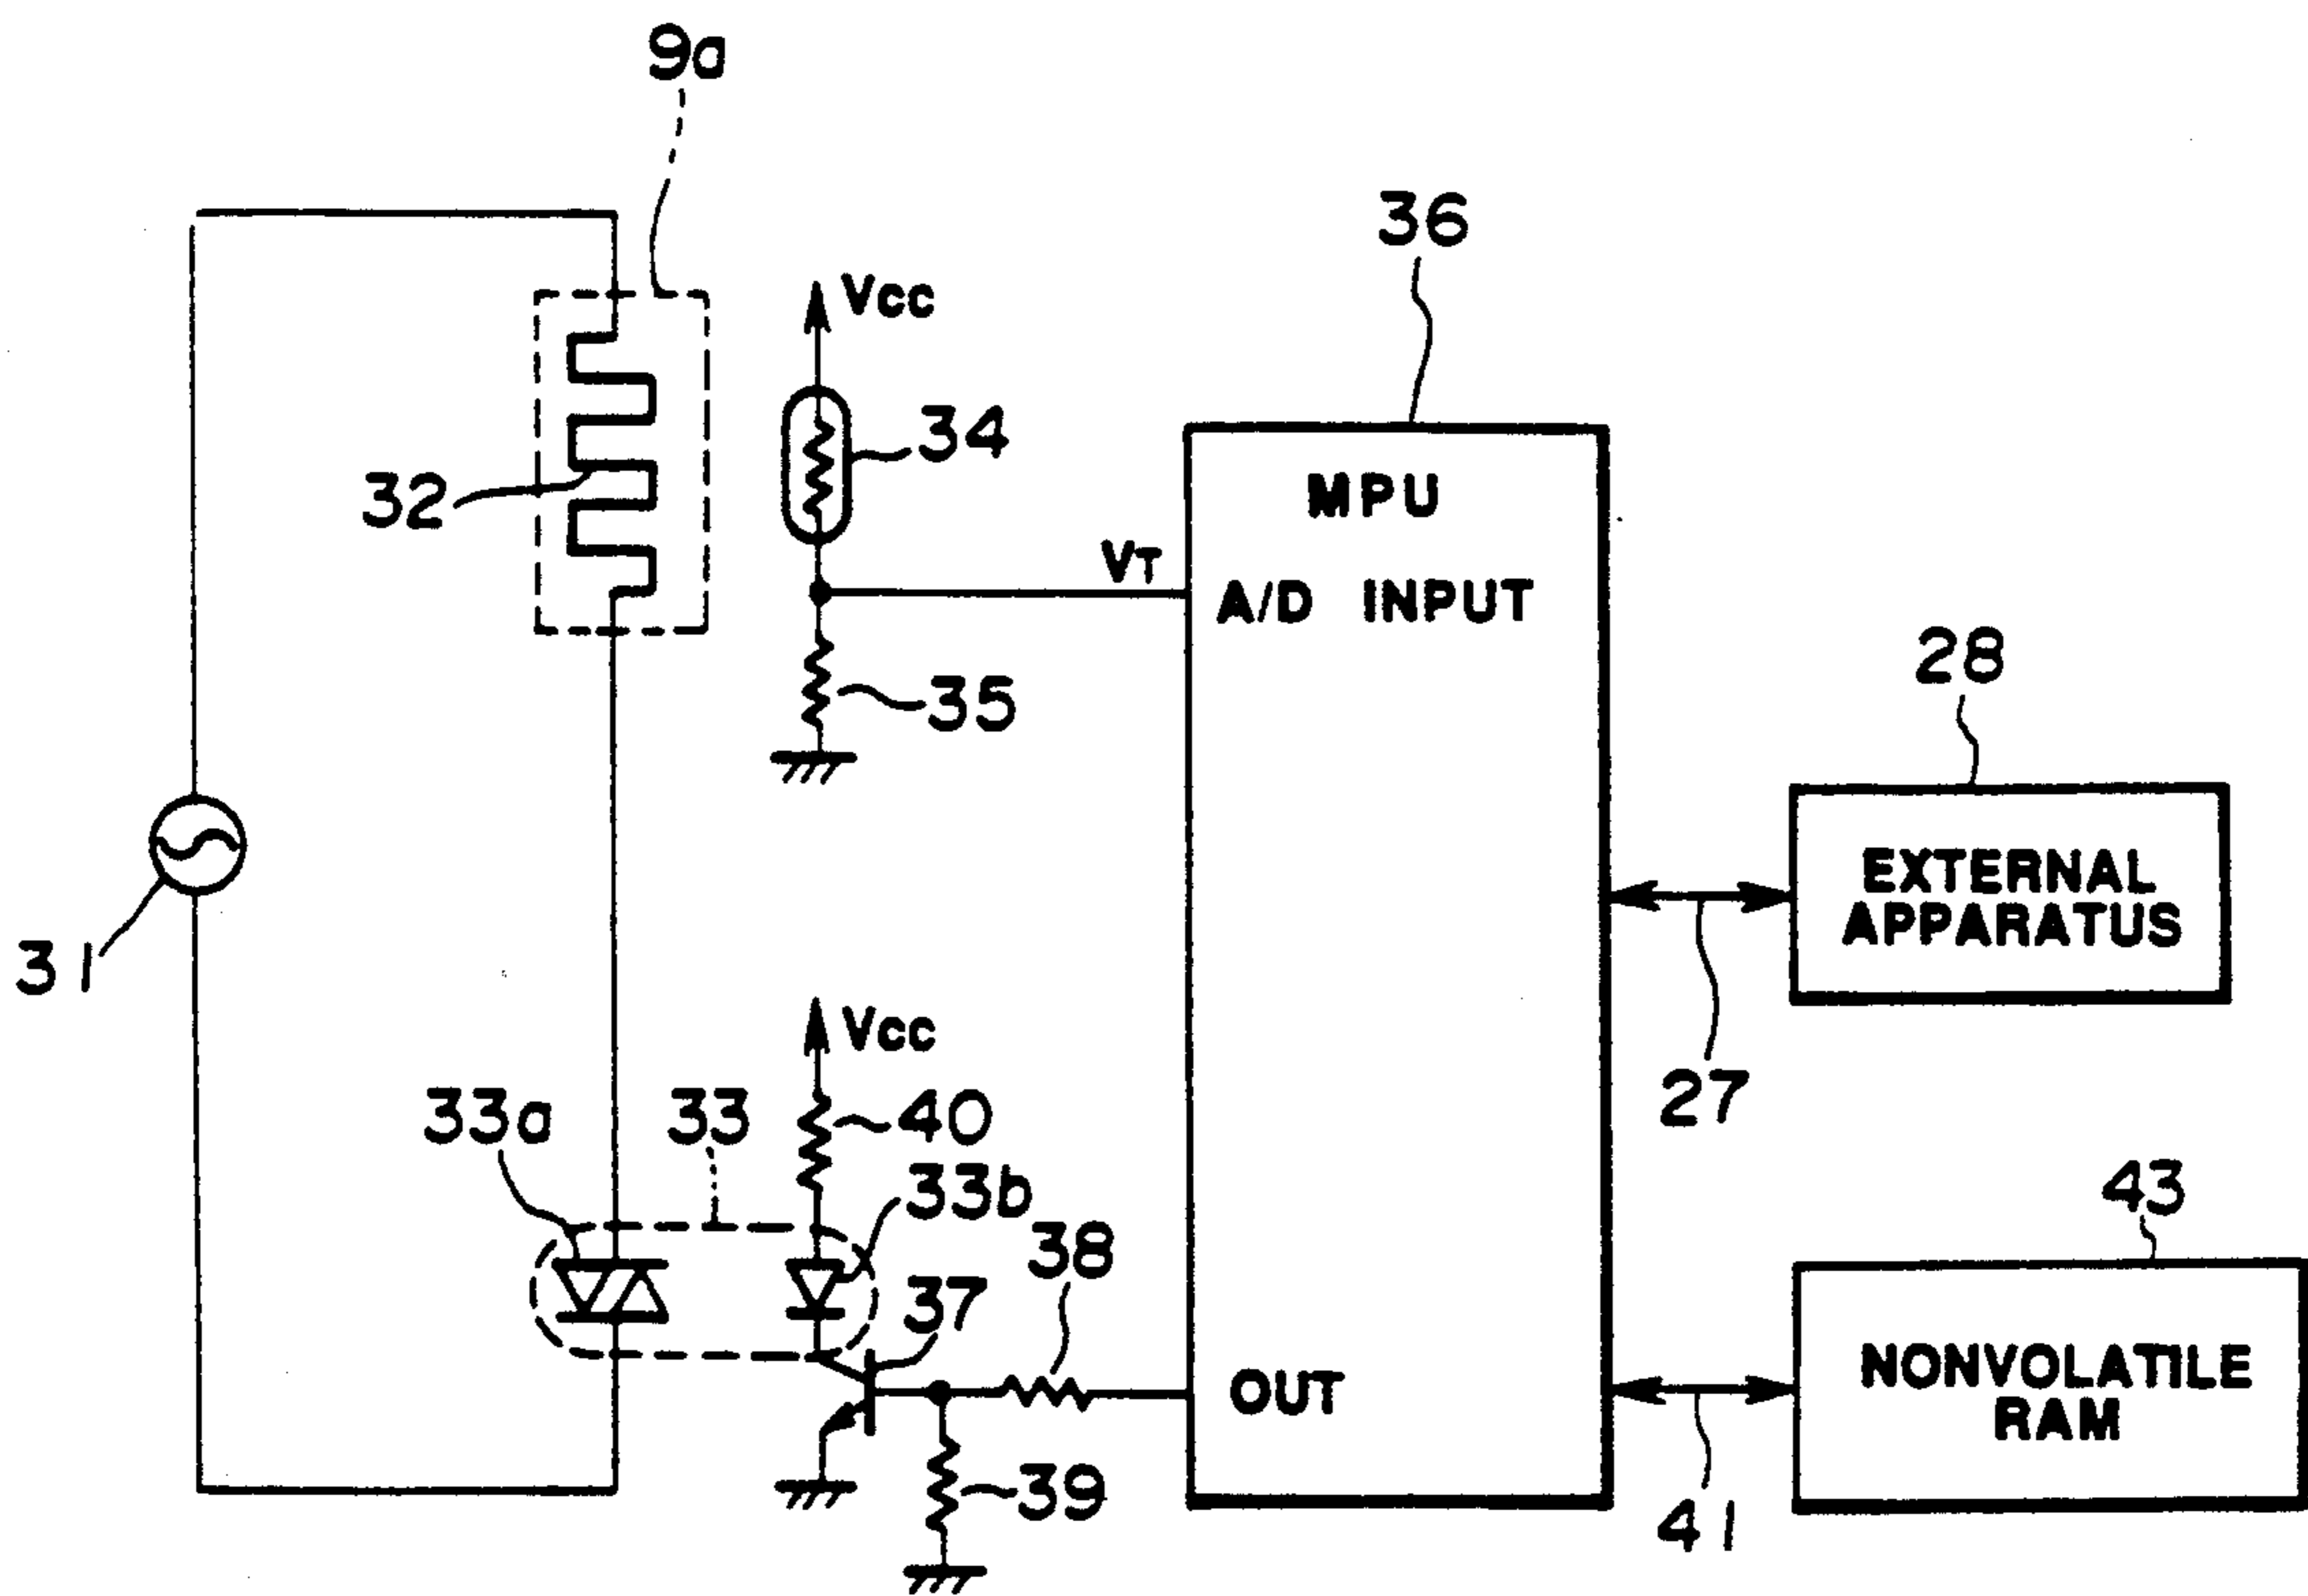 9a
36
Vcc
34
32
MPU
VT
A/D INPUT
28
35
EXTERNAL
APPARATUS
31
Vcc
27
33a
33
40
33b
43
38
37
NONVOLATILE
RAM
OUT
39
41